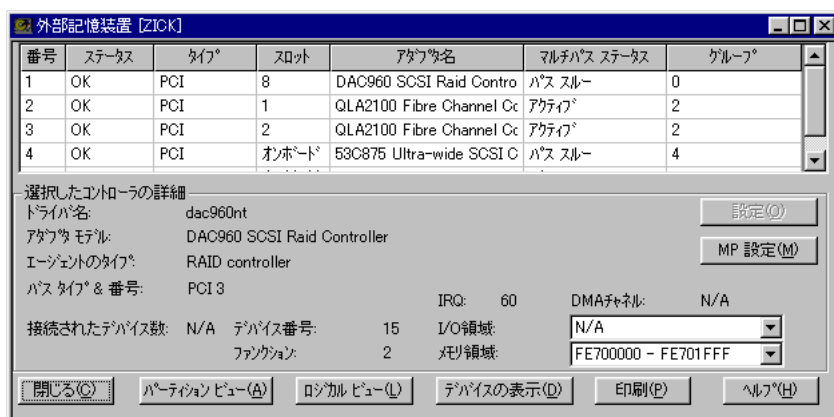 外部記憶装置 [ZICK]
番号 ステータス タイプ スロット アダプタ名 マルチパス ステータス グループ
1 OK PCI 8 DAC960 SCSI Raid Contro パス スルー 0
2 OK PCI 1 QLA2100 Fibre Channel Cc アクティブ 2
3 OK PCI 2 QLA2100 Fibre Channel Cc アクティブ 2
4 OK PCI オンボード 53C875 Ultra-wide SCSI C パス スルー 4
選択したコントローラの詳細
ドライバ名: dac960nt 設定(O)
アダプタ モデル: DAC960 SCSI Raid Controller
エージェントのタイプ: RAID controller MP 設定(M)
バス タイプ & 番号: PCI 3
IRQ: 60 DMAチャネル: N/A
接続されたデバイス数: N/A デバイス番号: 15 I/O領域: N/A
ファンクション: 2 メモリ領域: FE700000 - FE701FFF
閉じる(C) パーティション ビュー(A) ロジカル ビュー(L) デバイスの表示(D) 印刷(P) ヘルプ(H)